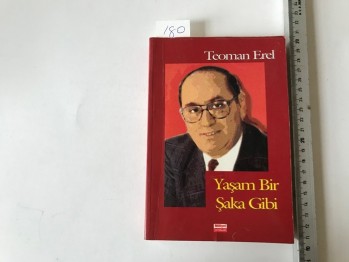 180
Teoman Erel
Yaşam Bir
Şaka Gibi